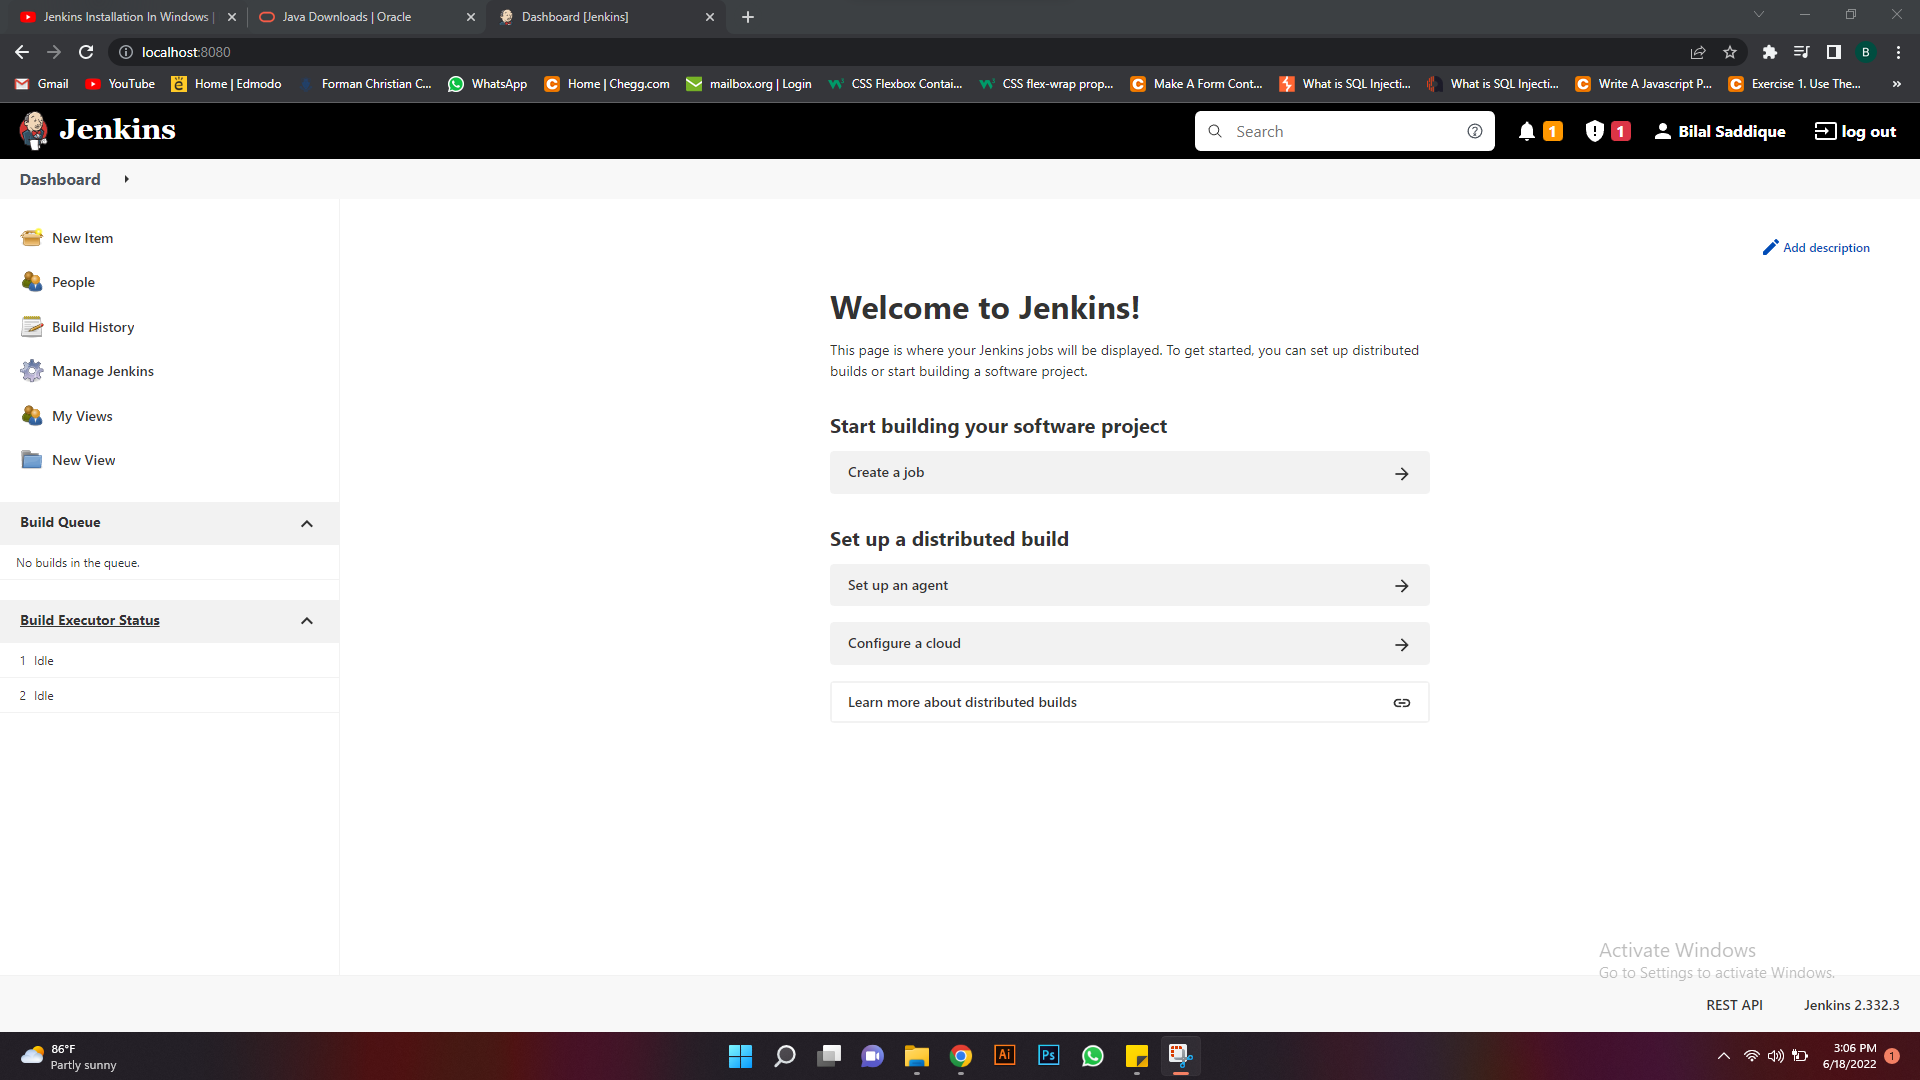 Jenkins Installation In Windows |
Java Downloads | Oracle
Dashboard [Jenkins]
localhost:8080
B
Gmail
YouTube
Home | Edmodo
Forman Christian C...
WhatsApp
Home | Chegg.com
mailbox.org | Login
CSS Flexbox Contai...
CSS flex-wrap prop...
Make A Form Cont...
What is SQL Injecti...
What is SQL Injecti...
Write A Javascript P...
Exercise 1. Use The...
»
Jenkins
Search
1
1
Bilal Saddique
log out
Dashboard
New Item
People
Build History
Manage Jenkins
My Views
New View
Build Queue
No builds in the queue.
Build Executor Status
1 Idle
2 Idle
Add description
Welcome to Jenkins!
This page is where your Jenkins jobs will be displayed. To get started, you can set up distributed
builds or start building a software project.
Start building your software project
Create a job
Set up a distributed build
Set up an agent
Configure a cloud
Learn more about distributed builds
Activate Windows
Go to Settings to activate Windows.
REST API
Jenkins 2.332.3
86°F
Partly sunny
Ai
Ps
3:06 PM
6/18/2022
1